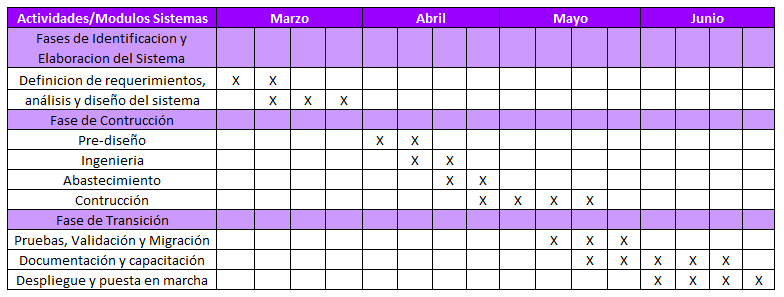 Actividades/Modulos Sistemas Marzo Abril Mayo Junio
Fases de Identificacion y
Elaboracion del Sistema
Definicion de requerimientos, X X
análisis y diseño del sistema X X X
Fase de Contrucción
Pre-diseño X X
Ingenieria X X
Abastecimiento X X
Contrucción X X X X
Fase de Transición
Pruebas, Validación y Migración X X X
Documentación y capacitación X X X X X
Despliegue y puesta en marcha X X X X